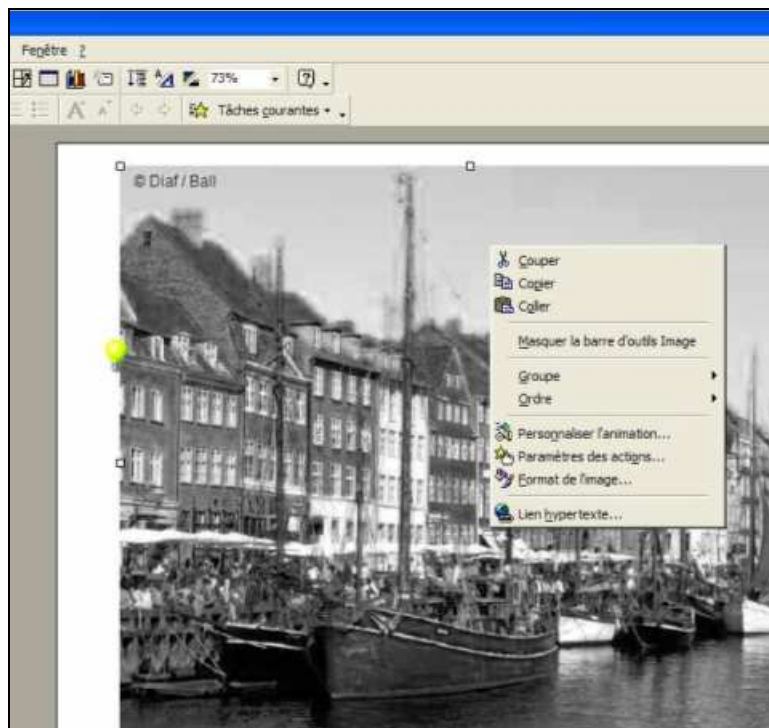 Fenêtre ?
73%
Tâches courantes
© Diaf / Ball
Couper
Copier
Coller
Masquer la barre d'outils Image
Groupe
Ordre
Personnaliser l'animation...
Paramètres des actions...
Format de l'image...
Lien hypertexte...